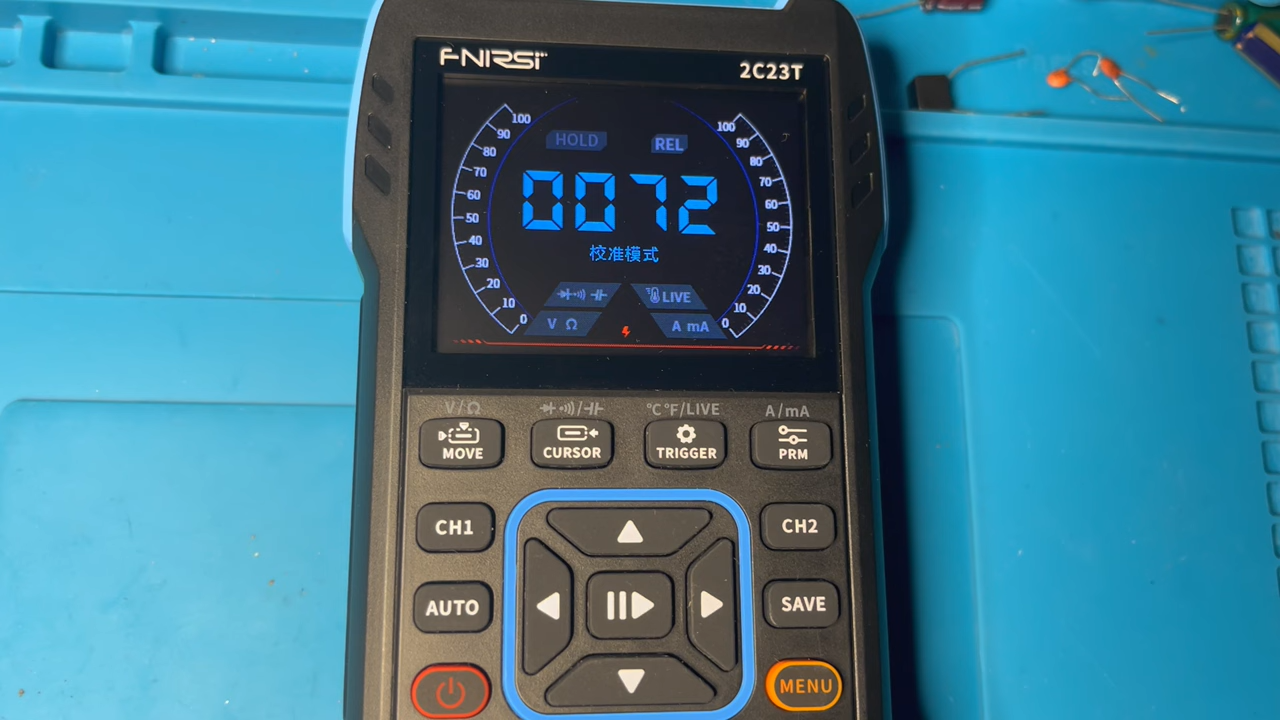 FNIRSI
2C23T
HOLD REL
100 100
90 90
80 80
70 70
60 60
50 50
40 40
30 30
20 20
10 10
0 0
0072
校准模式
LIVE
V Ω A mA
V/Ω °C°F/LIVE A/mA
MOVE CURSOR TRIGGER PRM
CH1 CH2
AUTO SAVE
MENU